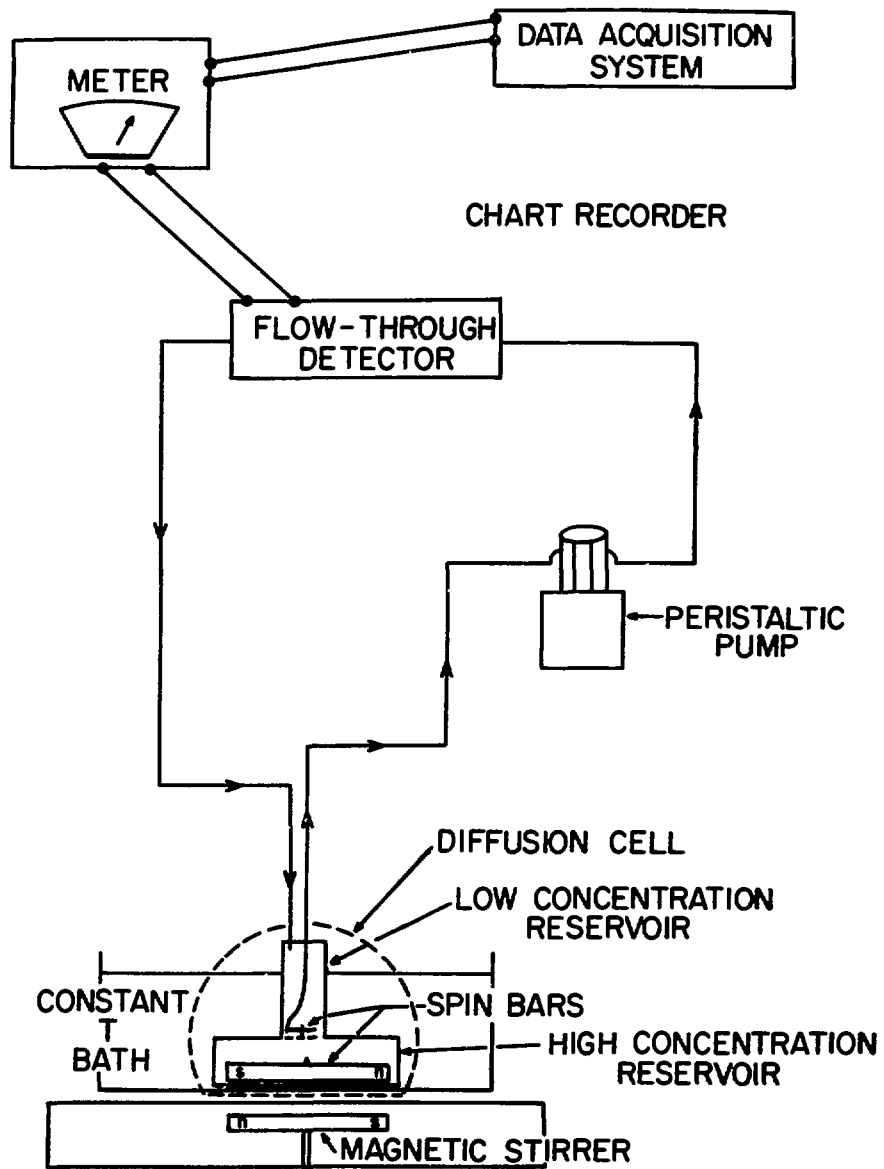 DATA ACQUISITION
SYSTEM
METER
CHART RECORDER
FLOW-THROUGH
DETECTOR
PERISTALTIC
PUMP
DIFFUSION CELL
LOW CONCENTRATION
RESERVOIR
CONSTANT
T
BATH
SPIN BARS
HIGH CONCENTRATION
RESERVOIR
s n
n s
MAGNETIC STIRRER